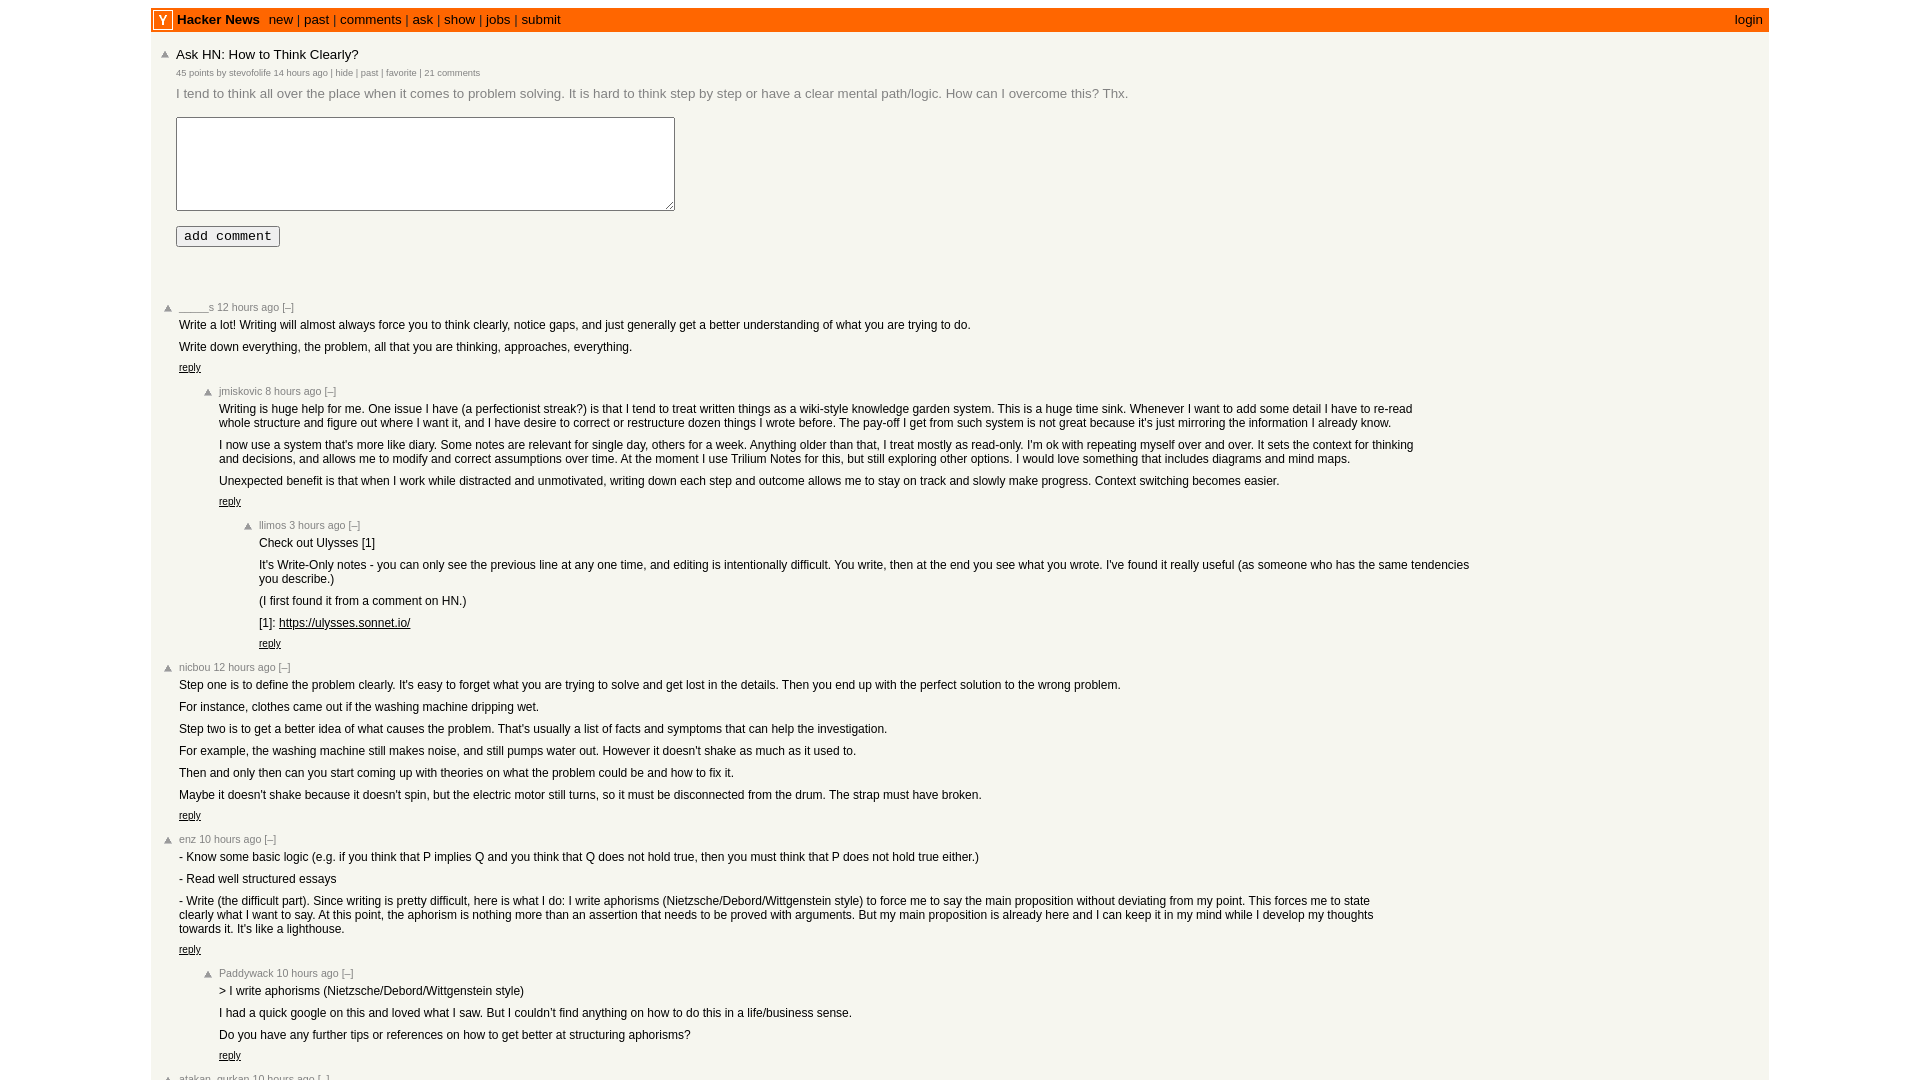 Y Hacker News new | past | comments | ask | show | jobs | submit login
Ask HN: How to Think Clearly?
45 points by stevofolife 14 hours ago | hide | past | favorite | 21 comments
I tend to think all over the place when it comes to problem solving. It is hard to think step by step or have a clear mental path/logic. How can I overcome this? Thx.
add comment
_____s 12 hours ago [–]
Write a lot! Writing will almost always force you to think clearly, notice gaps, and just generally get a better understanding of what you are trying to do.
Write down everything, the problem, all that you are thinking, approaches, everything.
reply
jmiskovic 8 hours ago [–]
Writing is huge help for me. One issue I have (a perfectionist streak?) is that I tend to treat written things as a wiki-style knowledge garden system. This is a huge time sink. Whenever I want to add some detail I have to re-read
whole structure and figure out where I want it, and I have desire to correct or restructure dozen things I wrote before. The pay-off I get from such system is not great because it's just mirroring the information I already know.
I now use a system that's more like diary. Some notes are relevant for single day, others for a week. Anything older than that, I treat mostly as read-only. I'm ok with repeating myself over and over. It sets the context for thinking
and decisions, and allows me to modify and correct assumptions over time. At the moment I use Trilium Notes for this, but still exploring other options. I would love something that includes diagrams and mind maps.
Unexpected benefit is that when I work while distracted and unmotivated, writing down each step and outcome allows me to stay on track and slowly make progress. Context switching becomes easier.
reply
llimos 3 hours ago [–]
Check out Ulysses [1]
It's Write-Only notes - you can only see the previous line at any one time, and editing is intentionally difficult. You write, then at the end you see what you wrote. I've found it really useful (as someone who has the same tendencies
you describe.)
(I first found it from a comment on HN.)
[1]: https://ulysses.sonnet.io/
reply
nicbou 12 hours ago [–]
Step one is to define the problem clearly. It's easy to forget what you are trying to solve and get lost in the details. Then you end up with the perfect solution to the wrong problem.
For instance, clothes came out if the washing machine dripping wet.
Step two is to get a better idea of what causes the problem. That's usually a list of facts and symptoms that can help the investigation.
For example, the washing machine still makes noise, and still pumps water out. However it doesn't shake as much as it used to.
Then and only then can you start coming up with theories on what the problem could be and how to fix it.
Maybe it doesn't shake because it doesn't spin, but the electric motor still turns, so it must be disconnected from the drum. The strap must have broken.
reply
enz 10 hours ago [–]
- Know some basic logic (e.g. if you think that P implies Q and you think that Q does not hold true, then you must think that P does not hold true either.)
- Read well structured essays
- Write (the difficult part). Since writing is pretty difficult, here is what I do: I write aphorisms (Nietzsche/Debord/Wittgenstein style) to force me to say the main proposition without deviating from my point. This forces me to state
clearly what I want to say. At this point, the aphorism is nothing more than an assertion that needs to be proved with arguments. But my main proposition is already here and I can keep it in my mind while I develop my thoughts
towards it. It's like a lighthouse.
reply
Paddywack 10 hours ago [–]
> I write aphorisms (Nietzsche/Debord/Wittgenstein style)
I had a quick google on this and loved what I saw. But I couldn’t find anything on how to do this in a life/business sense.
Do you have any further tips or references on how to get better at structuring aphorisms?
reply
atakan_gurkan 10 hours ago [–]